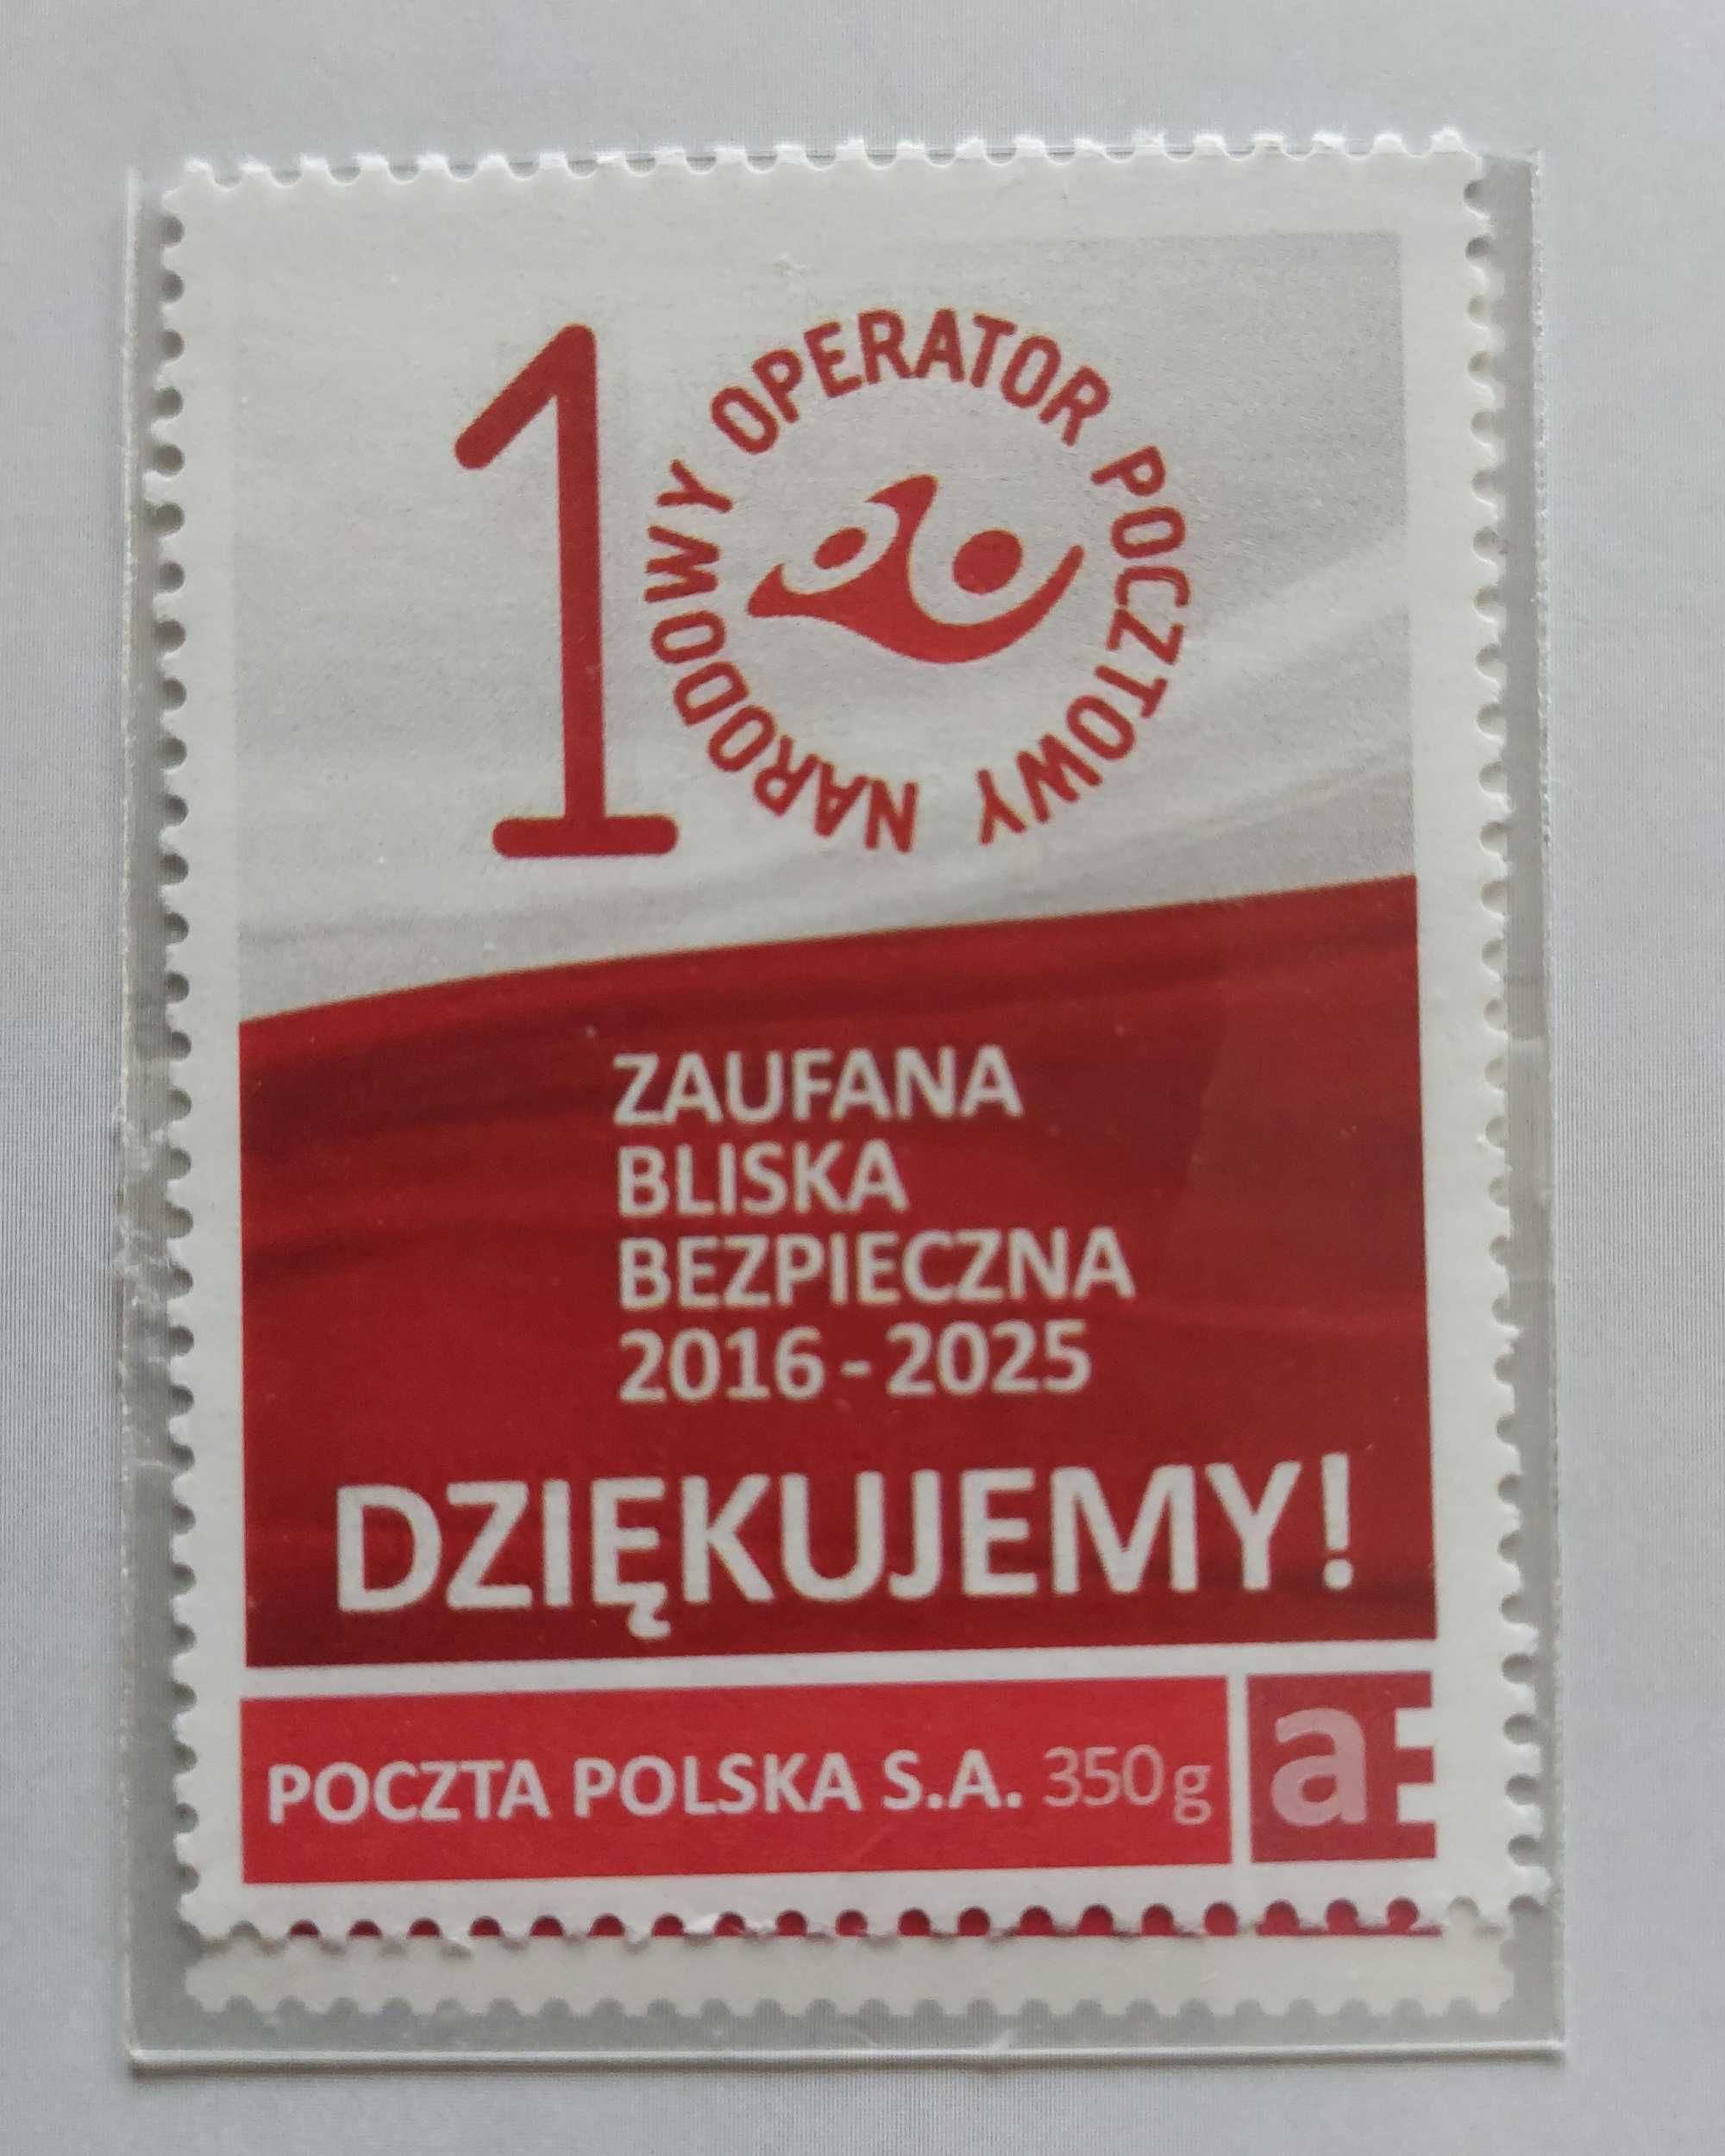 1
NARODOWY OPERATOR POCZTOWY
ZAUFANA
BLISKA
BEZPIECZNA
2016 - 2025
DZIĘKUJEMY!
POCZTA POLSKA S.A. 350g
a